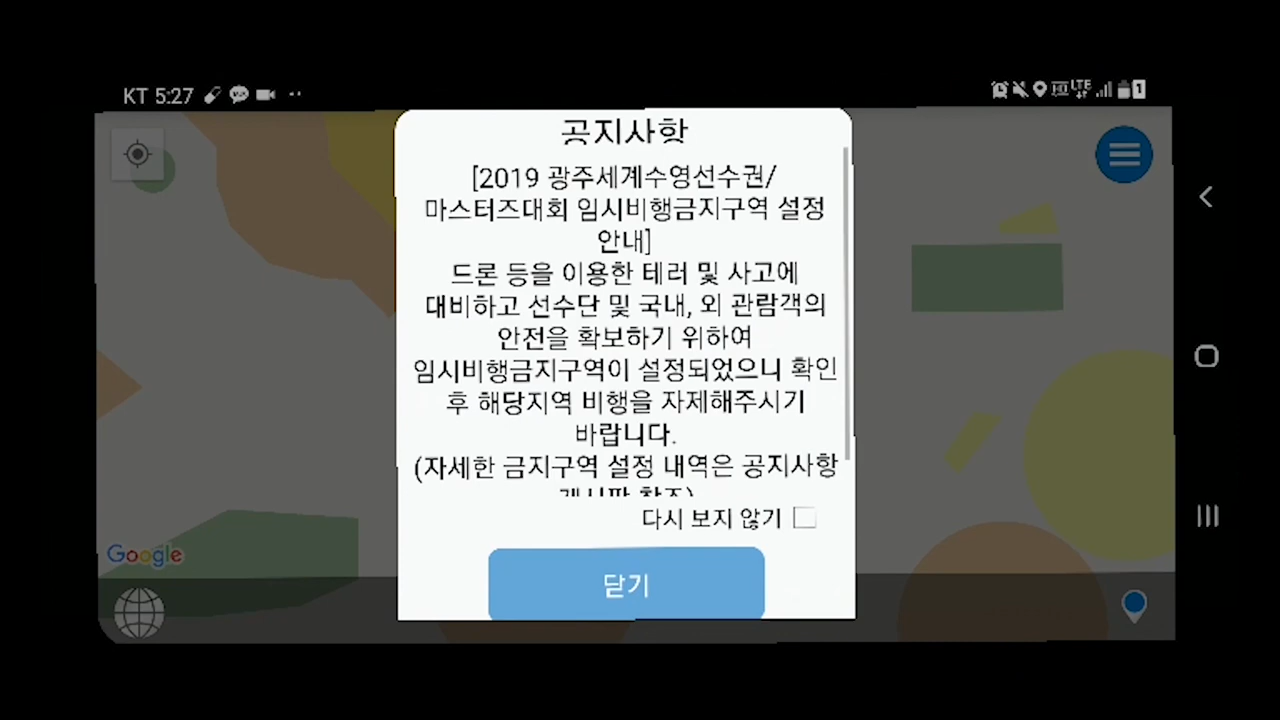 KT 5:27
LTE
공지사항
[2019 광주세계수영선수권/
마스터즈대회 임시비행금지구역 설정
안내]
드론 등을 이용한 테러 및 사고에
대비하고 선수단 및 국내, 외 관람객의
안전을 확보하기 위하여
임시비행금지구역이 설정되었으니 확인
후 해당지역 비행을 자제해주시기
바랍니다.
(자세한 금지구역 설정 내역은 공지사항
게시판 참조)
다시 보지 않기
닫기
Google